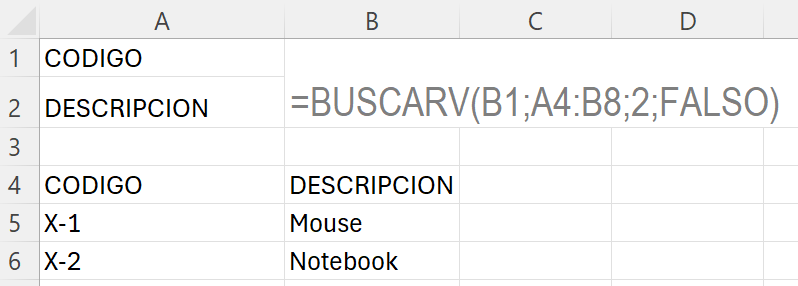 A B C D
1 CODIGO
2 DESCRIPCION =BUSCARV(B1;A4:B8;2;FALSO)
3
4 CODIGO DESCRIPCION
5 X-1 Mouse
6 X-2 Notebook